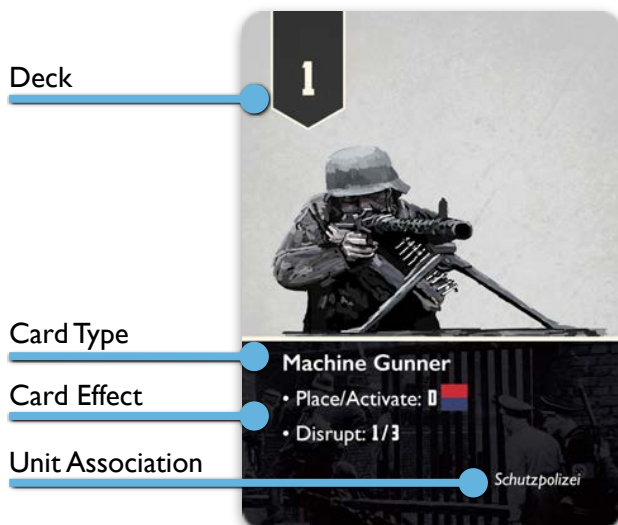 Deck
1
Card Type
Machine Gunner
Card Effect
• Place/Activate: 0
• Disrupt: 1/3
Unit Association
Schutzpolizei